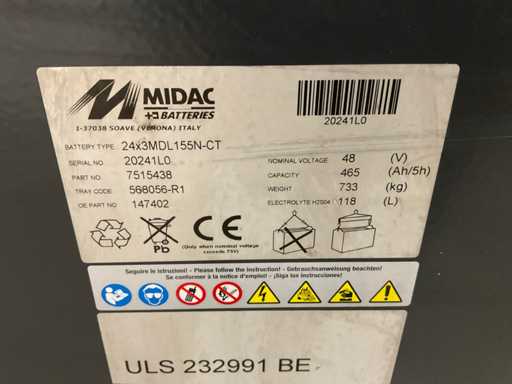 MIDAC
BATTERIES
I-37038 SOAVE (VERONA) ITALY
20241L0
BATTERY TYPE 24x3MDL155N-CT
SERIAL NO 20241L0
PART NO 7515438
TRAY CODE 568056-R1
OE PART NO 147402
NOMINAL VOLTAGE 48 (V)
CAPACITY 465 (Ah/5h)
WEIGHT 733 (kg)
ELECTROLYTE H2SO4 118 (L)
Pb
CE
(Only when nominal voltage
exceeds 75V)
Seguire le istruzioni! - Please follow the instruction! - Gebrauchsanweisung beachten!
Se conformer à la notice d'emploi! - Siga las instrucciones!
ULS 232991 BE